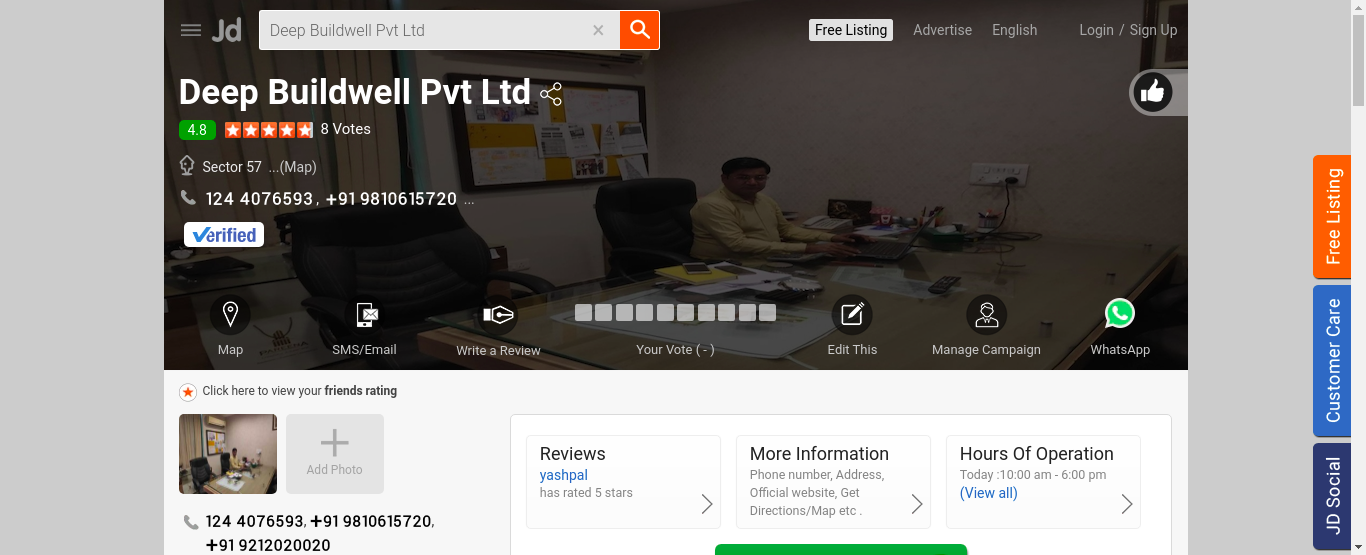 Jd
Deep Buildwell Pvt Ltd
Free Listing
Advertise
English
Login / Sign Up
Deep Buildwell Pvt Ltd
4.8
8 Votes
Sector 57 ...(Map)
124 4076593 , +91 9810615720 ...
Verified
Map
SMS/Email
Write a Review
Your Vote ( - )
Edit This
Manage Campaign
WhatsApp
Free Listing
Customer Care
JD Social
Click here to view your friends rating
Add Photo
124 4076593, +91 9810615720,
+91 9212020020
Reviews
yashpal
has rated 5 stars
More Information
Phone number, Address,
Official website, Get
Directions/Map etc .
Hours Of Operation
Today :10:00 am - 6:00 pm
(View all)